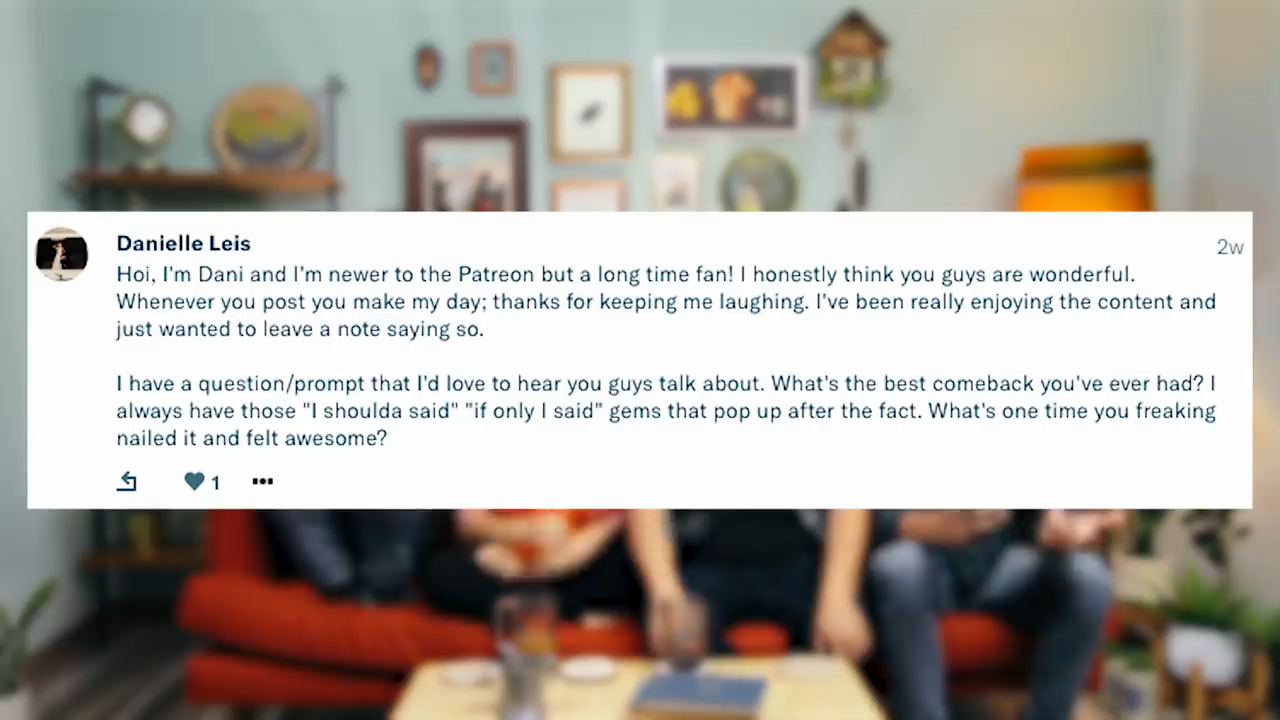 Danielle Leis
2w
Hoi, I'm Dani and I'm newer to the Patreon but a long time fan! I honestly think you guys are wonderful.
Whenever you post you make my day; thanks for keeping me laughing. I've been really enjoying the content and
just wanted to leave a note saying so.
I have a question/prompt that I'd love to hear you guys talk about. What's the best comeback you've ever had? I
always have those "I shoulda said" "if only I said" gems that pop up after the fact. What's one time you freaking
nailed it and felt awesome?
1